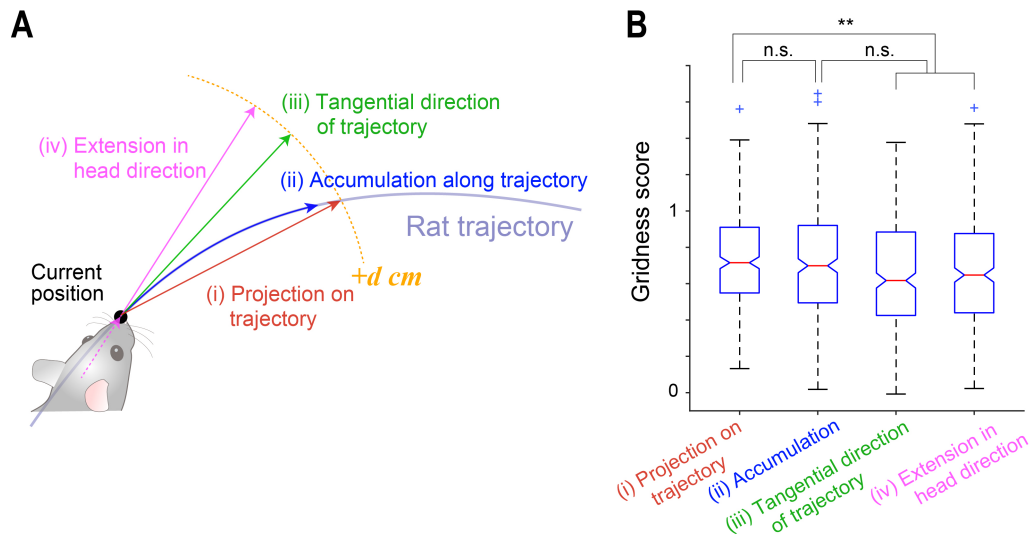 A
(iii) Tangential direction
of trajectory
(iv) Extension in
head direction
(ii) Accumulation along trajectory
Rat trajectory
+d cm
Current
position
(i) Projection on
trajectory
B
**
n.s.
n.s.
Gridness score
1
0
(i) Projection on
trajectory
(ii) Accumulation
(iii) Tangential direction
of trajectory
(iv) Extension in
head direction